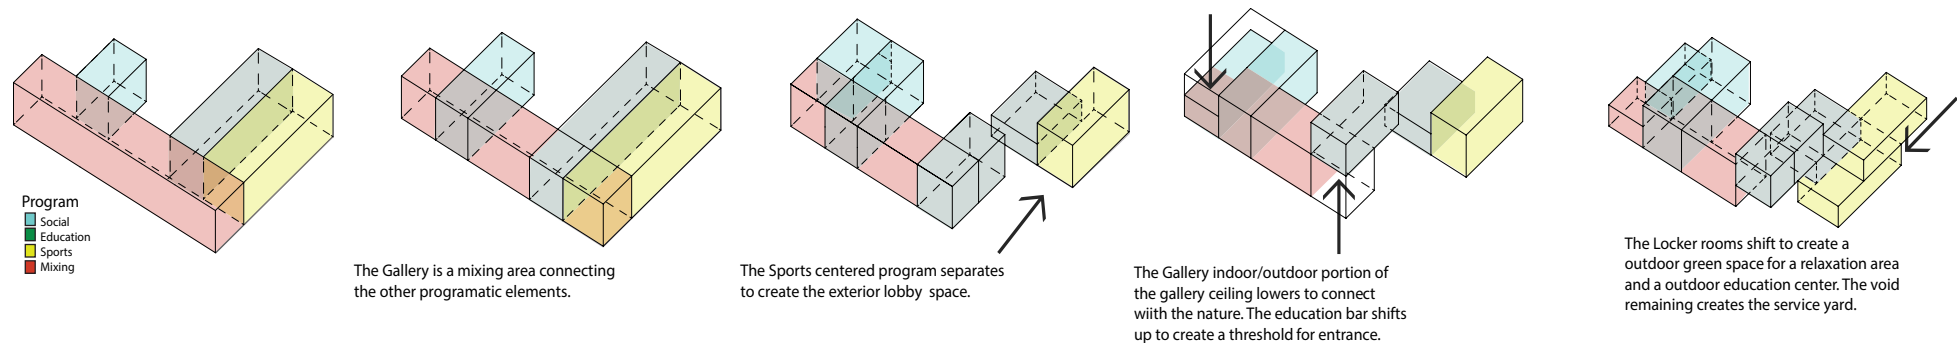 Program
Social
Education
Sports
Mixing
The Gallery is a mixing area connecting
the other programatic elements.
The Sports centered program separates
to create the exterior lobby space.
The Gallery indoor/outdoor portion of
the gallery ceiling lowers to connect
wiith the nature. The education bar shifts
up to create a threshold for entrance.
The Locker rooms shift to create a
outdoor green space for a relaxation area
and a outdoor education center. The void
remaining creates the service yard.